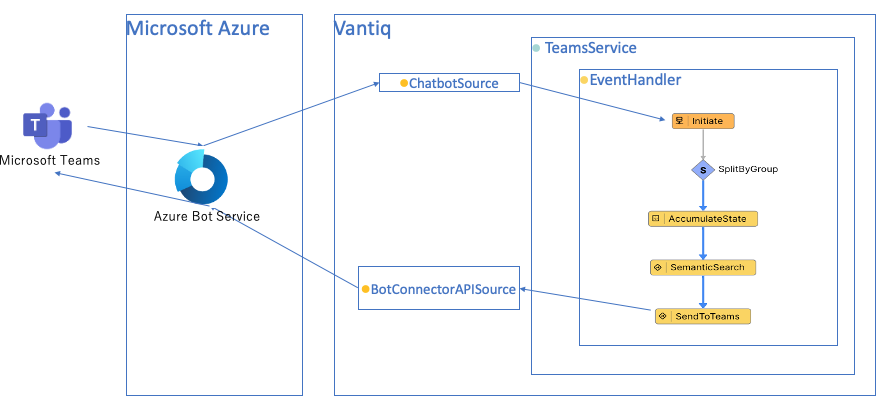 Microsoft Azure
Vantiq
TeamsService
EventHandler
ChatbotSource
Initiate
T
Microsoft Teams
S
SplitByGroup
Azure Bot Service
AccumulateState
SemanticSearch
BotConnectorAPISource
SendToTeams